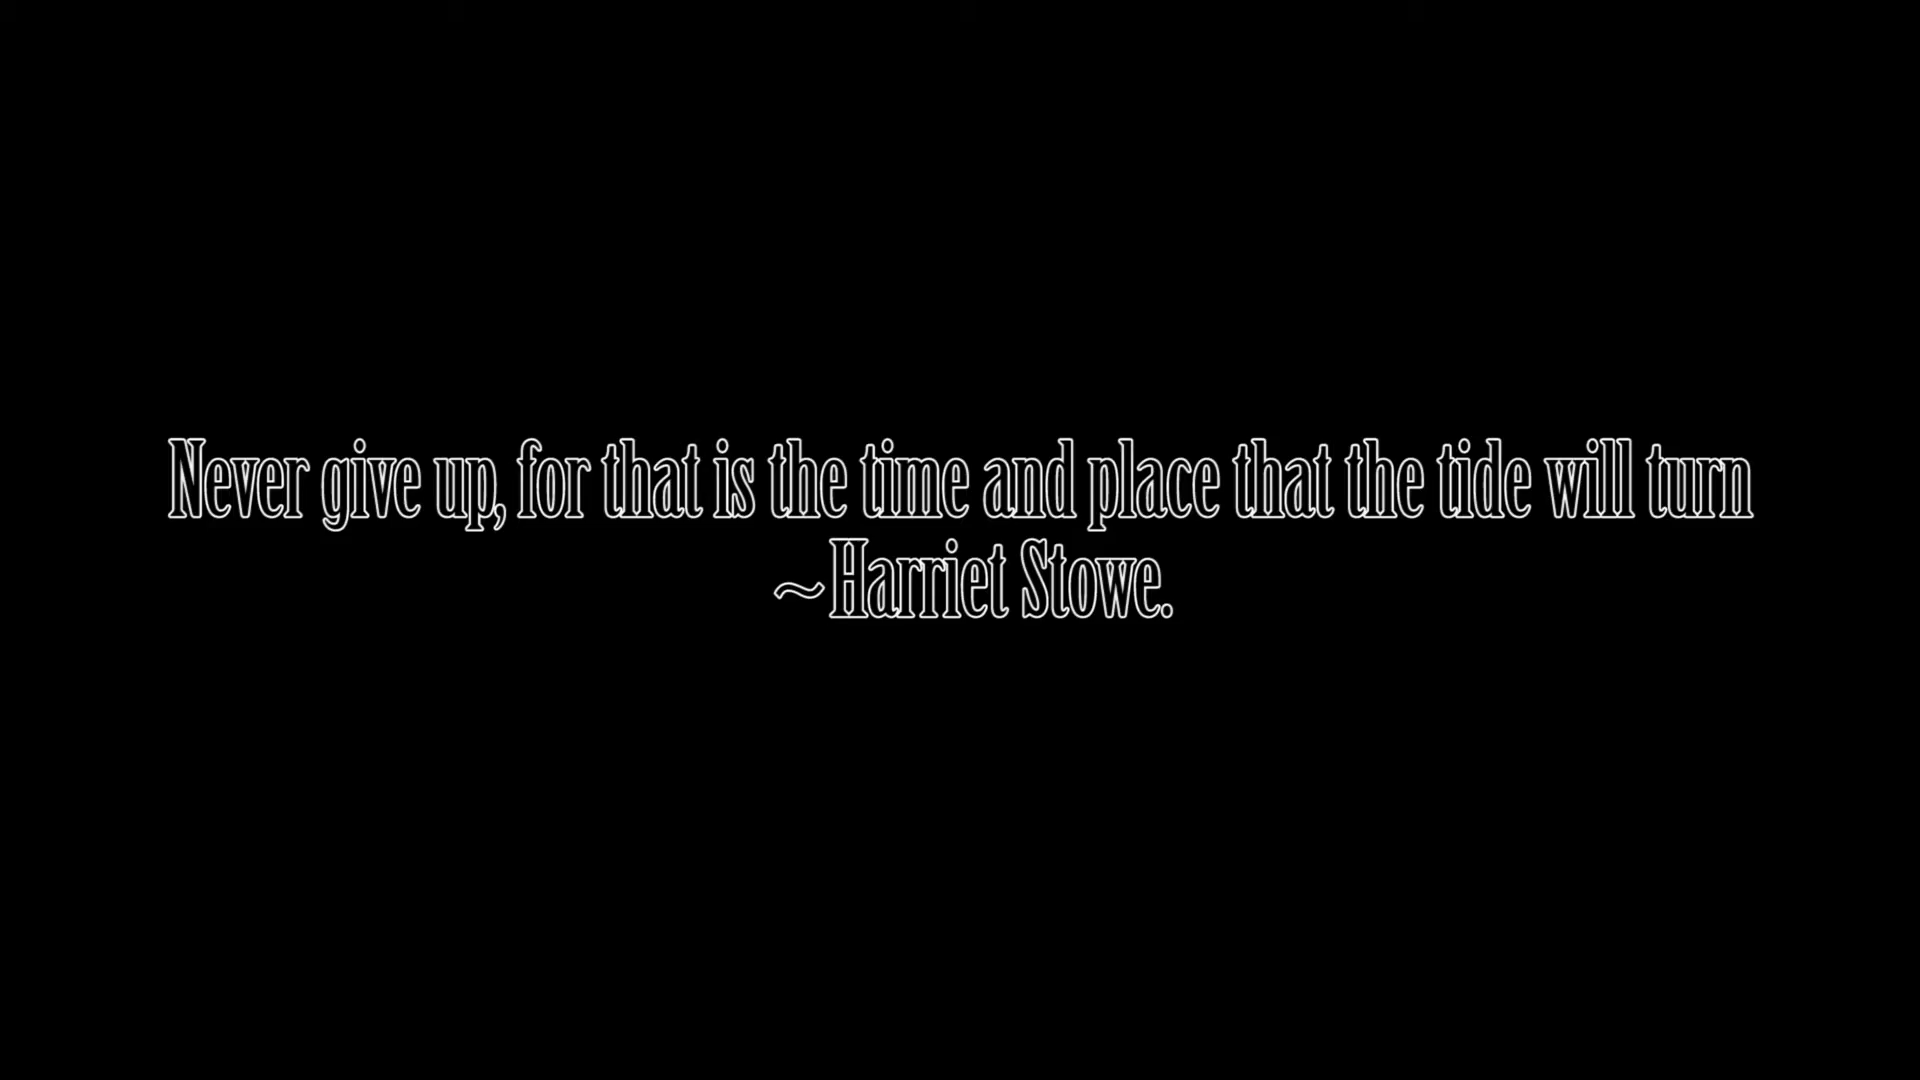 Never give up, for that is the time and place that the tide will turn
~Harriet Stowe.